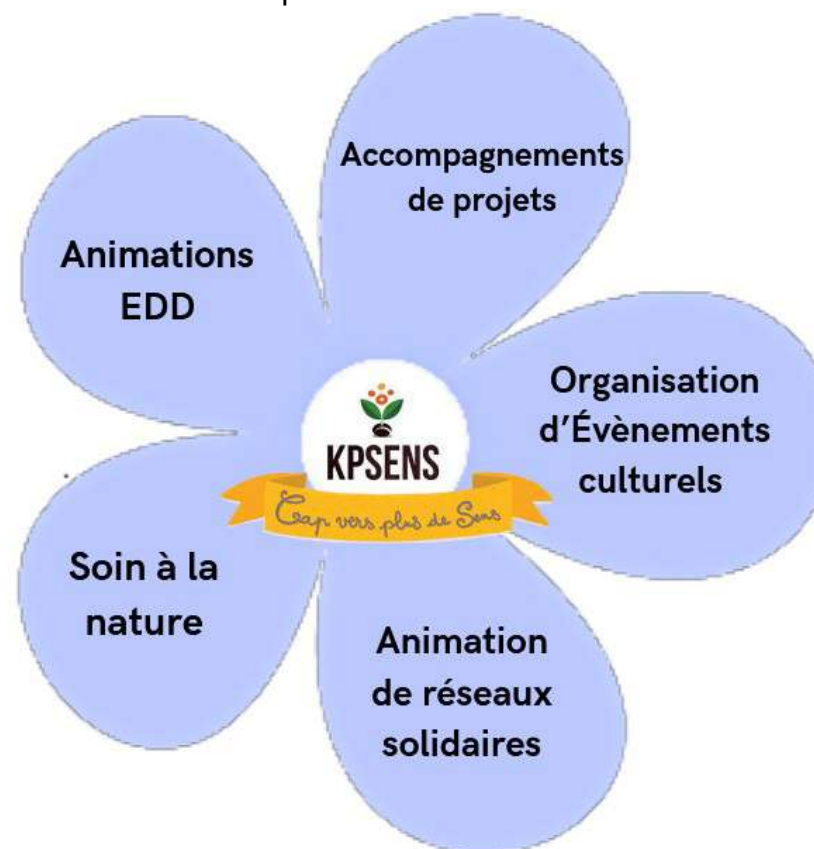 Accompagnements
de projets
Animations
EDD
Organisation
d'Évènements
culturels
KPSENS
Cap vers plus de Sens
Soin à la
nature
Animation
de réseaux
solidaires